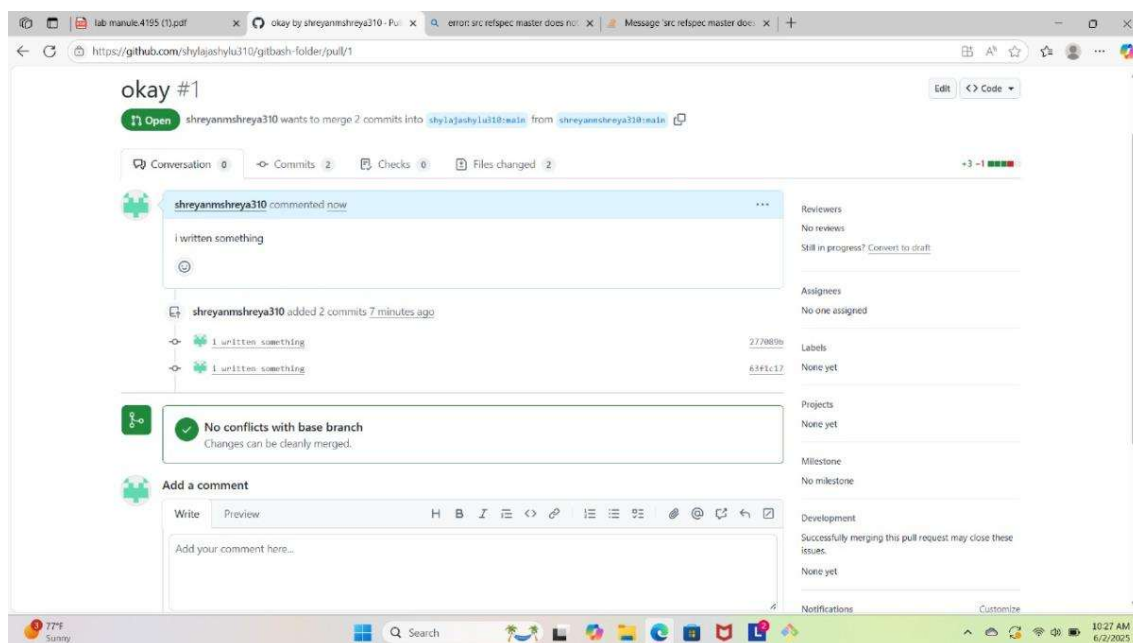 lab manule.4195 (1).pdf
okay by shreyanmshreya310 - Pul
error: src refspec master does not
Message 'src refspec master does
https://github.com/shylajashylu310/gitbash-folder/pull/1
okay #1
Edit
<> Code
Open
shreyanmshreya310 wants to merge 2 commits into shylajashylu310:main from shreyanmshreya310:main
Conversation 0
Commits 2
Checks 0
Files changed 2
+3 -1
shreyanmshreya310 commented now
...
i written something
shreyanmshreya310 added 2 commits 7 minutes ago
i written something
277089b
i written something
63f1c17
No conflicts with base branch
Changes can be cleanly merged.
Add a comment
Write
Preview
Add your comment here...
Reviewers
No reviews
Still in progress? Convert to draft
Assignees
No one assigned
Labels
None yet
Projects
None yet
Milestone
No milestone
Development
Successfully merging this pull request may close these
issues.
None yet
Notifications
Customize
77°F
Sunny
Search
10:27 AM
6/2/2025